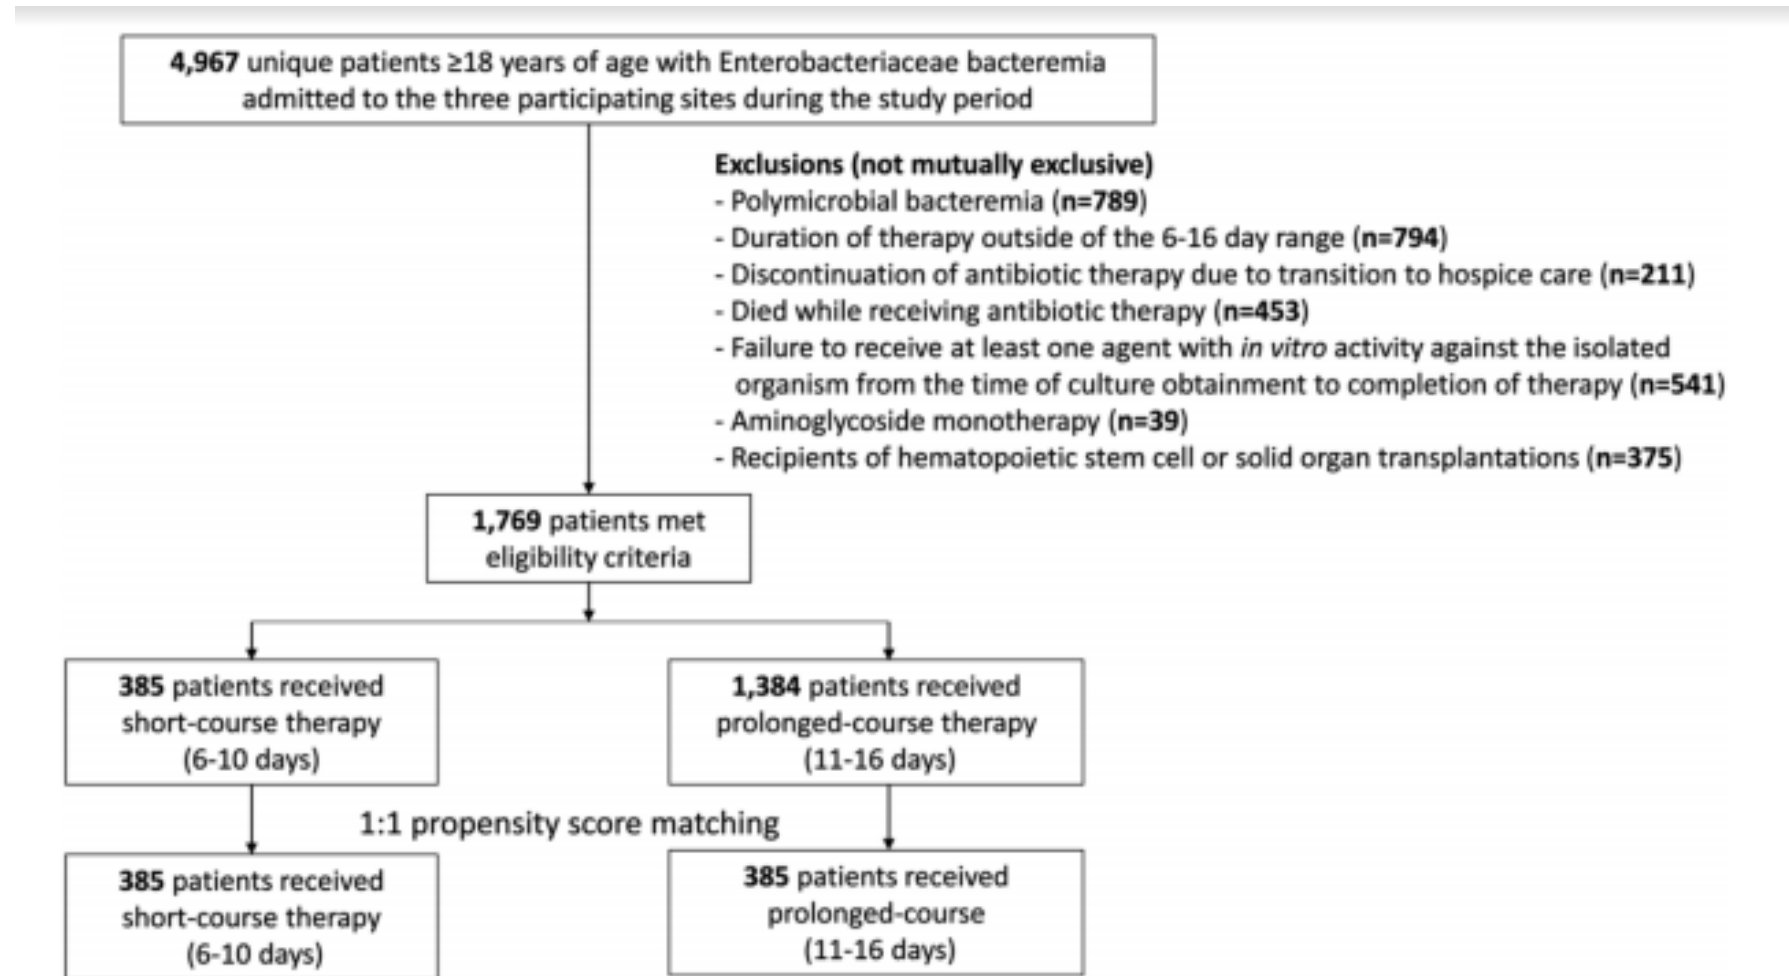 4,967 unique patients ≥18 years of age with Enterobacteriaceae bacteremia
admitted to the three participating sites during the study period
Exclusions (not mutually exclusive)
- Polymicrobial bacteremia (n=789)
- Duration of therapy outside of the 6-16 day range (n=794)
- Discontinuation of antibiotic therapy due to transition to hospice care (n=211)
- Died while receiving antibiotic therapy (n=453)
- Failure to receive at least one agent with in vitro activity against the isolated
organism from the time of culture obtainment to completion of therapy (n=541)
- Aminoglycoside monotherapy (n=39)
- Recipients of hematopoietic stem cell or solid organ transplantations (n=375)
1,769 patients met
eligibility criteria
385 patients received
short-course therapy
(6-10 days)
1,384 patients received
prolonged-course therapy
(11-16 days)
1:1 propensity score matching
385 patients received
short-course therapy
(6-10 days)
385 patients received
prolonged-course
(11-16 days)